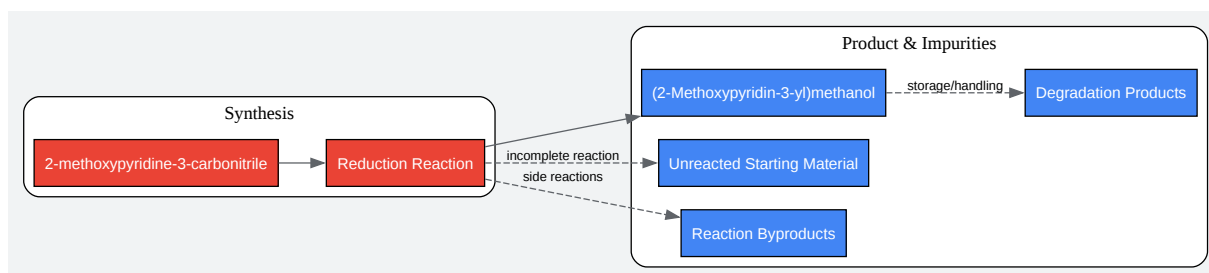 Synthesis
2-methoxypyridine-3-carbonitrile
Reduction Reaction
incomplete reaction
side reactions
Product & Impurities
(2-Methoxypyridin-3-yl)methanol
storage/handling
Degradation Products
Unreacted Starting Material
Reaction Byproducts